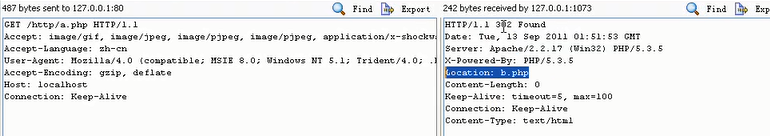 487 bytes sent to 127.0.0.1:80
Find
Export
GET /http/a.php HTTP/1.1
Accept: image/gif, image/jpeg, image/pjpeg, image/pjpeg, application/x-shockw
Accept-Language: zh-cn
User-Agent: Mozilla/4.0 (compatible; MSIE 8.0; Windows NT 5.1; Trident/4.0; .
Accept-Encoding: gzip, deflate
Host: localhost
Connection: Keep-Alive
242 bytes received by 127.0.0.1:1073
Find
Export
HTTP/1.1 302 Found
Date: Tue, 13 Sep 2011 01:51:53 GMT
Server: Apache/2.2.17 (Win32) PHP/5.3.5
X-Powered-By: PHP/5.3.5
Location: b.php
Content-Length: 0
Keep-Alive: timeout=5, max=100
Connection: Keep-Alive
Content-Type: text/html